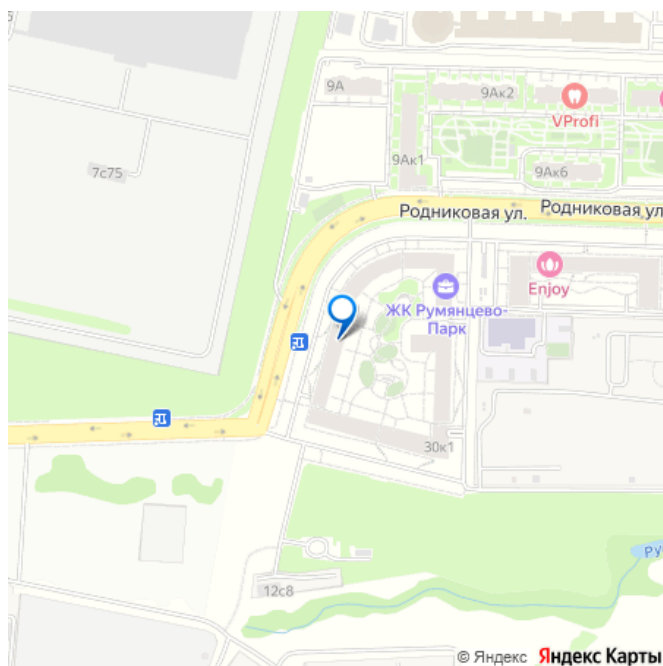 9А
9Ак2
VProfi
7с75
9Ак1
9Ак6
Родниковая ул.
Родниковая ул
Enjoy
ЖК Румянцево-
Парк
30к1
РУ
12с8
© Яндекс Яндекс Карты